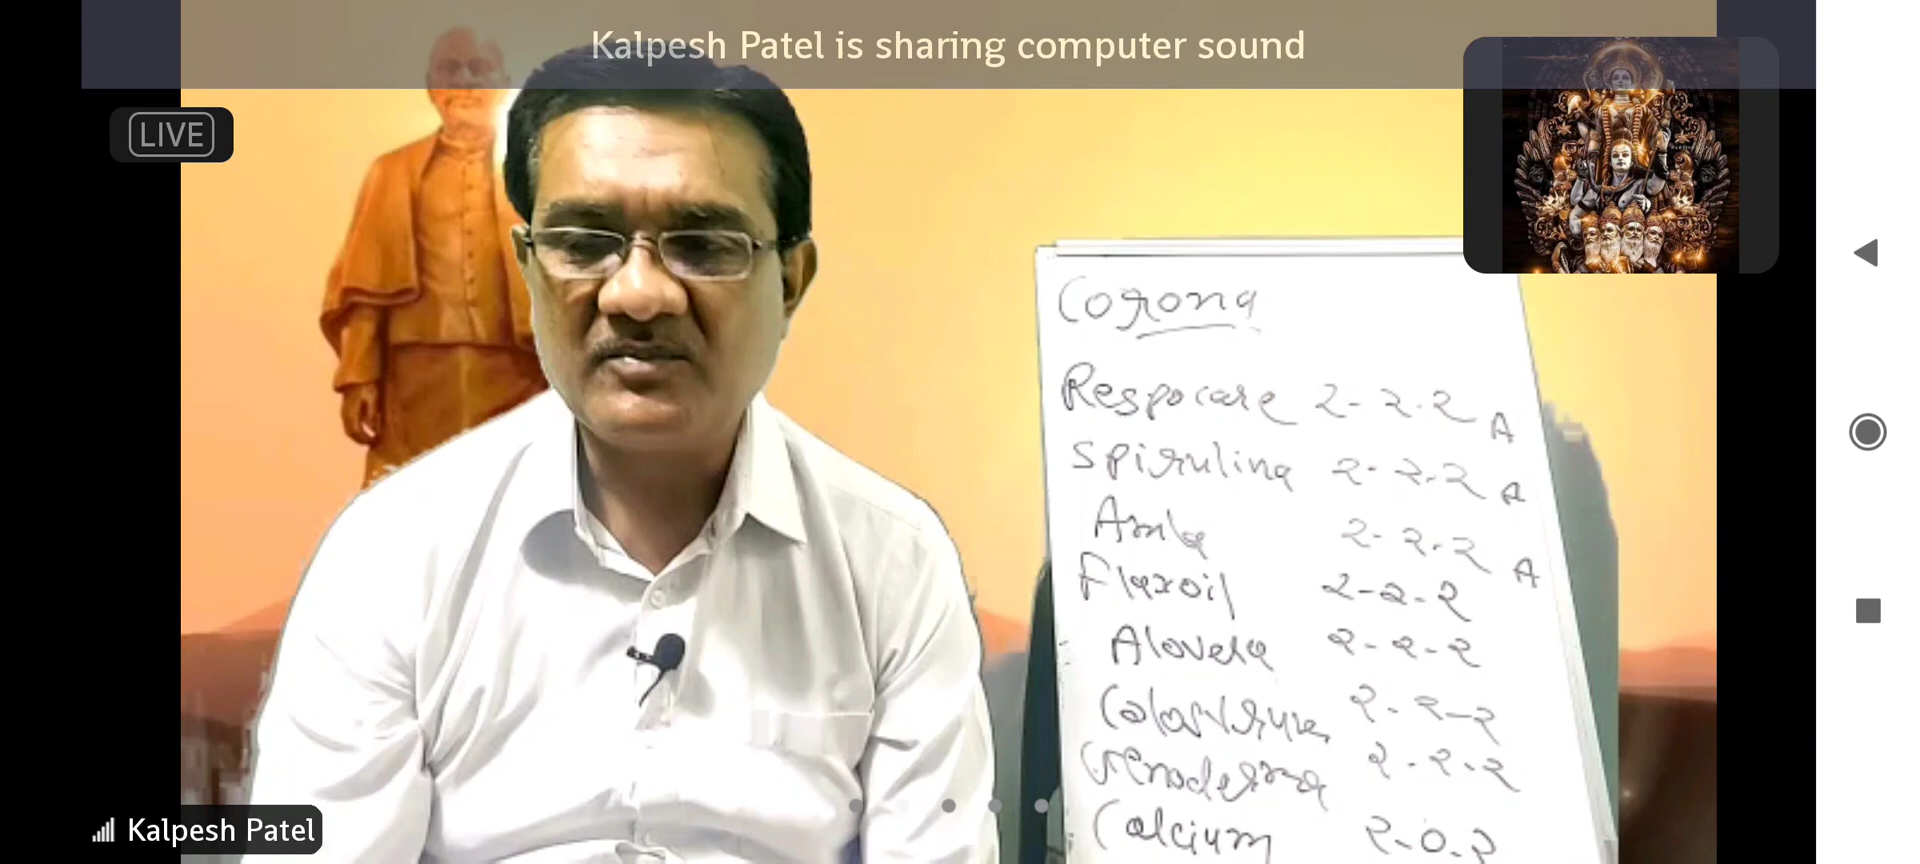 Kalpesh Patel is sharing computer sound
LIVE
Corona
Respocare 2-2-2 A
Spirulina 2-2-2 A
Amla 2-2-2 A
Flaxoil 2-2-2
Alovera 2-2-2
Colostrum 2-2-2
Genoderma 2-2-2
Calcium 2-0-2
Kalpesh Patel